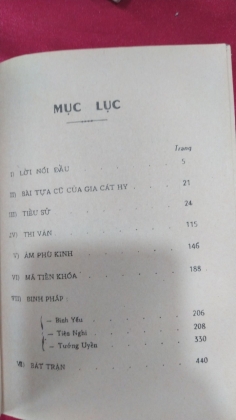 MỤC LỤC
Trang
I) LỜI NÓI ĐẦU . . . . 5
II) BÀI TỰA CŨ CỦA GIA CÁT HY . . . 21
III) TIỂU SỬ . . . . 24
IV) THI VĂN . . . . 115
V) ÂM PHÙ KINH . . . . 146
VI) MÃ TIỀN KHÓA . . . . 188
VII) BINH PHÁP :
— Binh Yếu . . . . 206
— Tiện Nghi . . . . 208
— Tướng Uyển . . . . 330
VIII) BÁT TRẬN . . . . 440